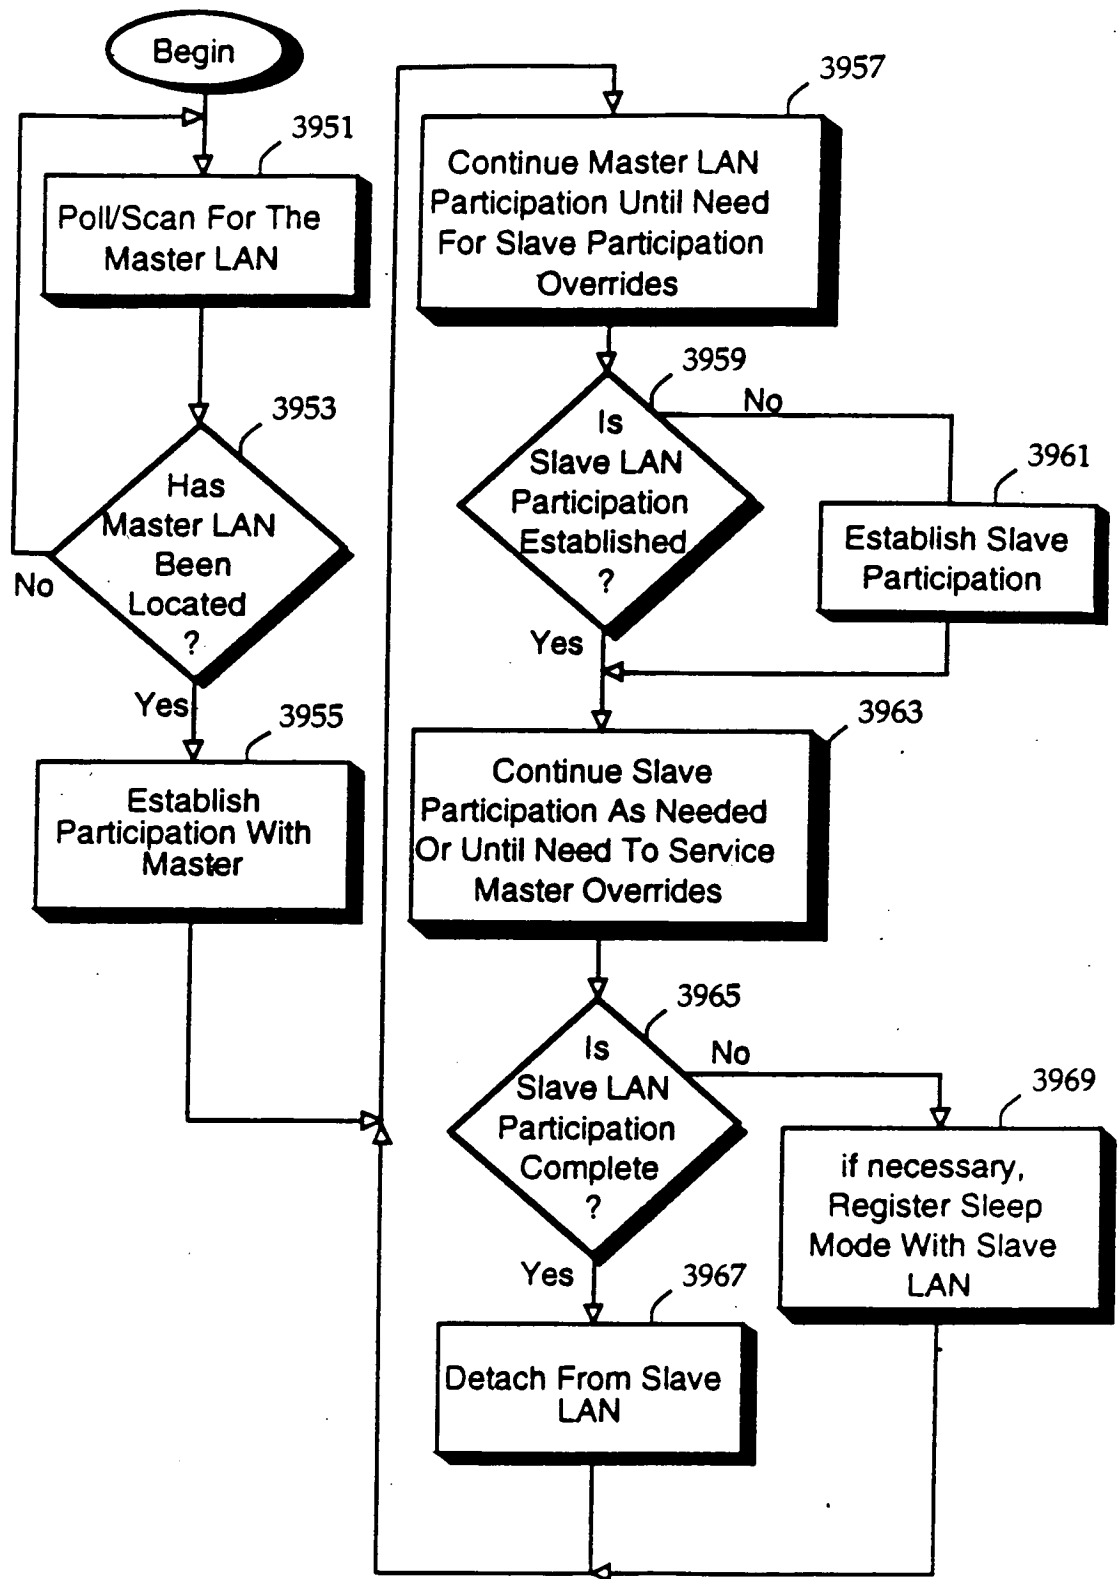 Begin
3951
Poll/Scan For The
Master LAN
3953
Has
Master LAN
Been
Located
?
No
Yes
3955
Establish
Participation With
Master
3957
Continue Master LAN
Participation Until Need
For Slave Participation
Overrides
3959
Is
Slave LAN
Participation
Established
?
No
3961
Establish Slave
Participation
Yes
3963
Continue Slave
Participation As Needed
Or Until Need To Service
Master Overrides
3965
Is
Slave LAN
Participation
Complete
?
No
3969
if necessary,
Register Sleep
Mode With Slave
LAN
Yes
3967
Detach From Slave
LAN